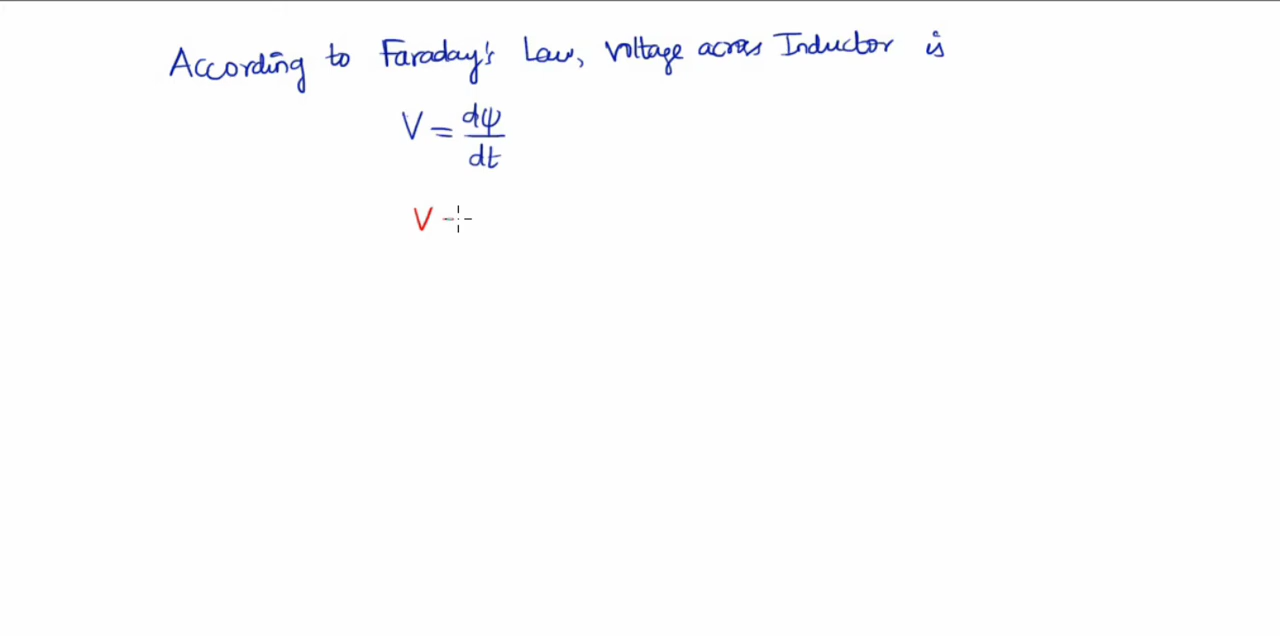 According to Faraday's Law, Voltage across Inductor is
V = dψ/dt
V -